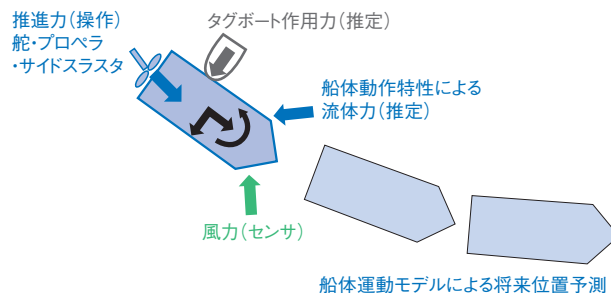 推進力（操作）
舵・プロペラ
・サイドスラスタ
タグボート作用力（推定）
船体動作特性による
流体力（推定）
風力（センサ）
船体運動モデルによる将来位置予測